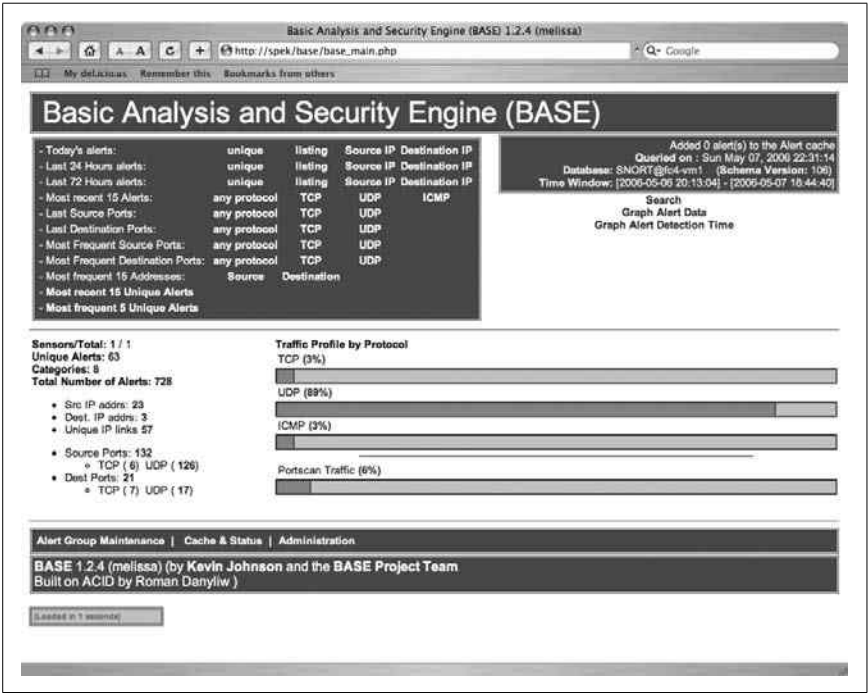 Basic Analysis and Security Engine (BASE) 1.2.4 (melissa)
A A C + http://spek/base/base_main.php Q- Google
My del.icio.us Remember this Bookmarks from others
Basic Analysis and Security Engine (BASE)
- Today's alerts: unique listing Source IP Destination IP
- Last 24 Hours alerts: unique listing Source IP Destination IP
- Last 72 Hours alerts: unique listing Source IP Destination IP
- Most recent 15 Alerts: any protocol TCP UDP ICMP
- Last Source Ports: any protocol TCP UDP
- Last Destination Ports: any protocol TCP UDP
- Most Frequent Source Ports: any protocol TCP UDP
- Most Frequent Destination Ports: any protocol TCP UDP
- Most frequent 15 Addresses: Source Destination
- Most recent 15 Unique Alerts
- Most frequent 5 Unique Alerts
Added 0 alert(s) to the Alert cache
Queried on : Sun May 07, 2006 22:31:14
Database: SNORT@fc4-vm1 (Schema Version: 106)
Time Window: [2006-05-06 20:13:04] - [2006-05-07 18:44:40]
Search
Graph Alert Data
Graph Alert Detection Time
Sensors/Total: 1 / 1
Unique Alerts: 63
Categories: 8
Total Number of Alerts: 728
• Src IP addrs: 23
• Dest. IP addrs: 3
• Unique IP links 57
• Source Ports: 132
◦ TCP ( 6) UDP ( 126)
• Dest Ports: 21
◦ TCP ( 7) UDP ( 17)
Traffic Profile by Protocol
TCP (3%)
UDP (89%)
ICMP (3%)
Portscan Traffic (6%)
Alert Group Maintenance | Cache & Status | Administration
BASE 1.2.4 (melissa) (by Kevin Johnson and the BASE Project Team
Built on ACID by Roman Danyliw )
[Loaded in 1 seconds]